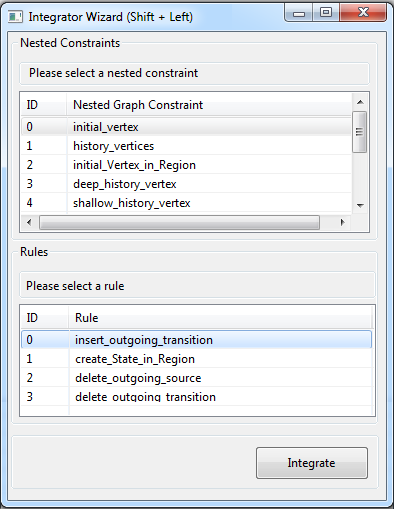 Integrator Wizard (Shift + Left)
Nested Constraints
Please select a nested constraint
ID Nested Graph Constraint
0 initial_vertex
1 history_vertices
2 initial_Vertex_in_Region
3 deep_history_vertex
4 shallow_history_vertex
Rules
Please select a rule
ID Rule
0 insert_outgoing_transition
1 create_State_in_Region
2 delete_outgoing_source
3 delete_outgoing_transition
Integrate